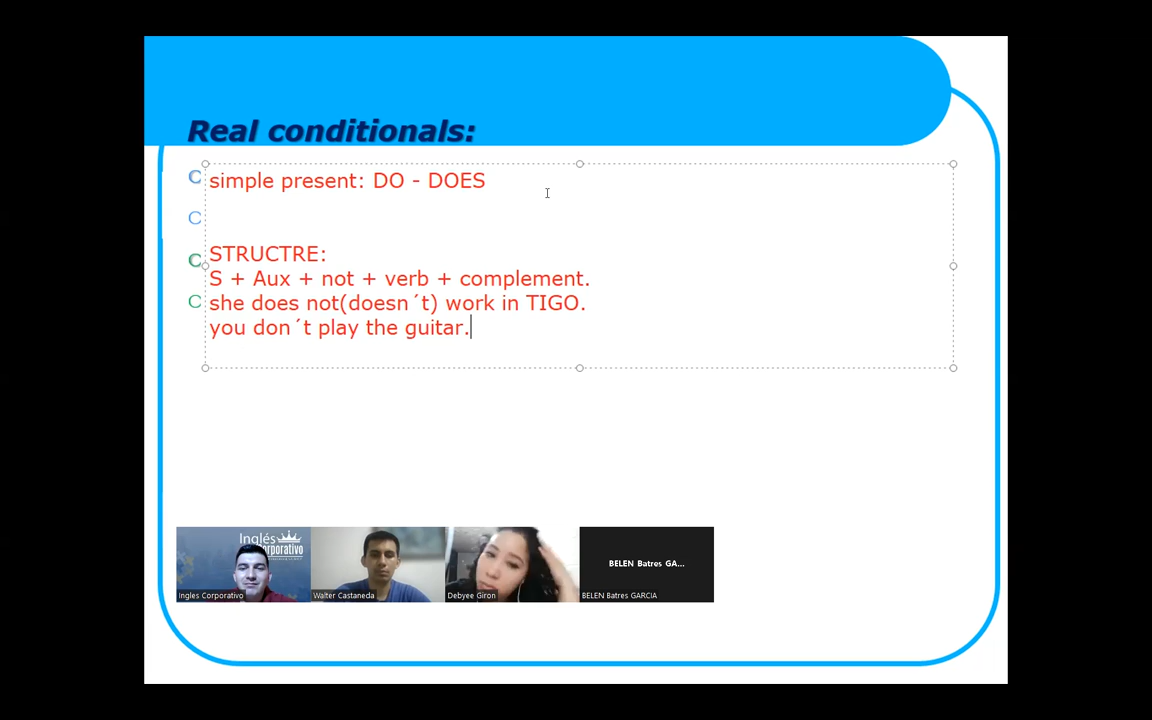 Real conditionals:
simple present: DO - DOES
STRUCTRE:
S + Aux + not + verb + complement.
she does not(doesn´t) work in TIGO.
you don´t play the guitar.
Inglés
Ingles Corporativo
Walter Castaneda
Debyee Giron
BELEN Batres GA...
BELEN Batres GARCIA